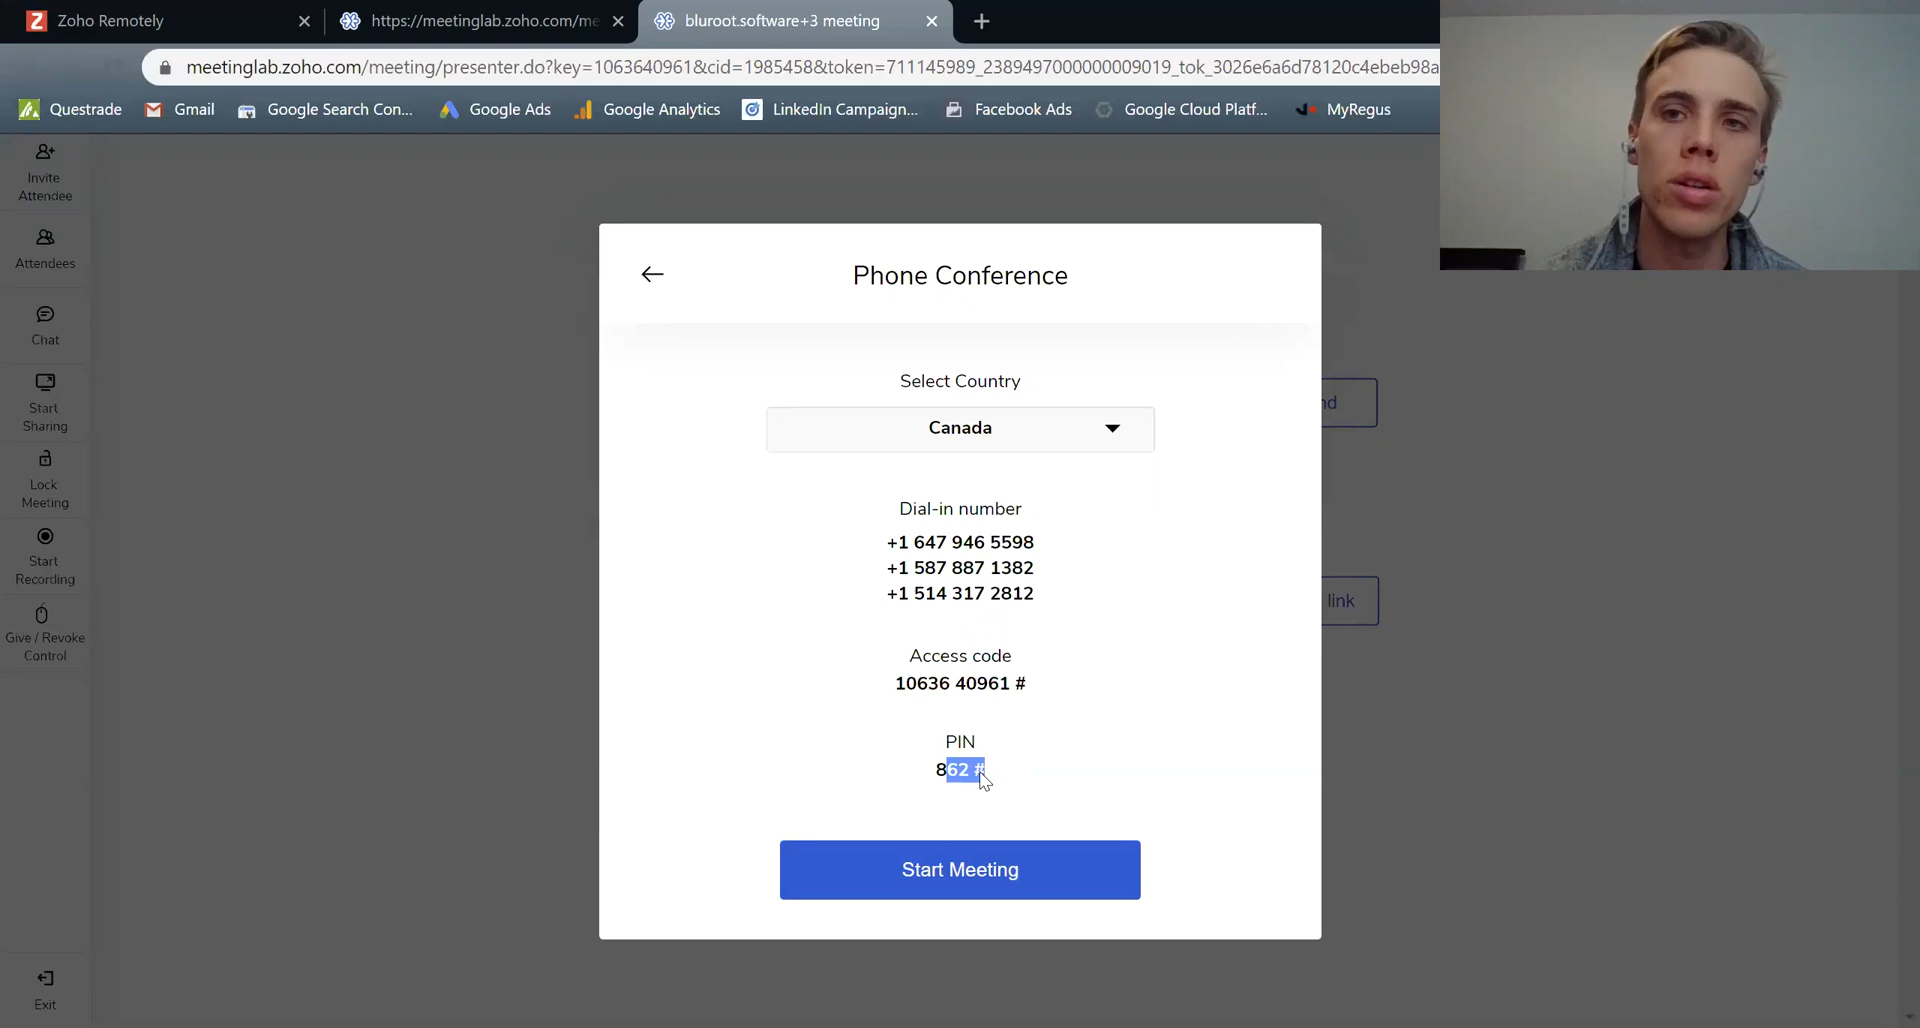 Zoho Remotely
https://meetinglab.zoho.com/me
bluroot.software+3 meeting
meetinglab.zoho.com/meeting/presenter.do?key=1063640961&cid=1985458&token=711145989_2389497000000009019_tok_3026e6a6d78120c4ebeb98a
Questrade
Gmail
Google Search Con...
Google Ads
Google Analytics
LinkedIn Campaign...
Facebook Ads
Google Cloud Platf...
MyRegus
Invite
Attendee
Attendees
Chat
Start
Sharing
Lock
Meeting
Start
Recording
Give / Revoke
Control
Exit
Phone Conference
Select Country
Canada
Dial-in number
+1 647 946 5598
+1 587 887 1382
+1 514 317 2812
Access code
10636 40961 #
PIN
862 #
Start Meeting
nd
link